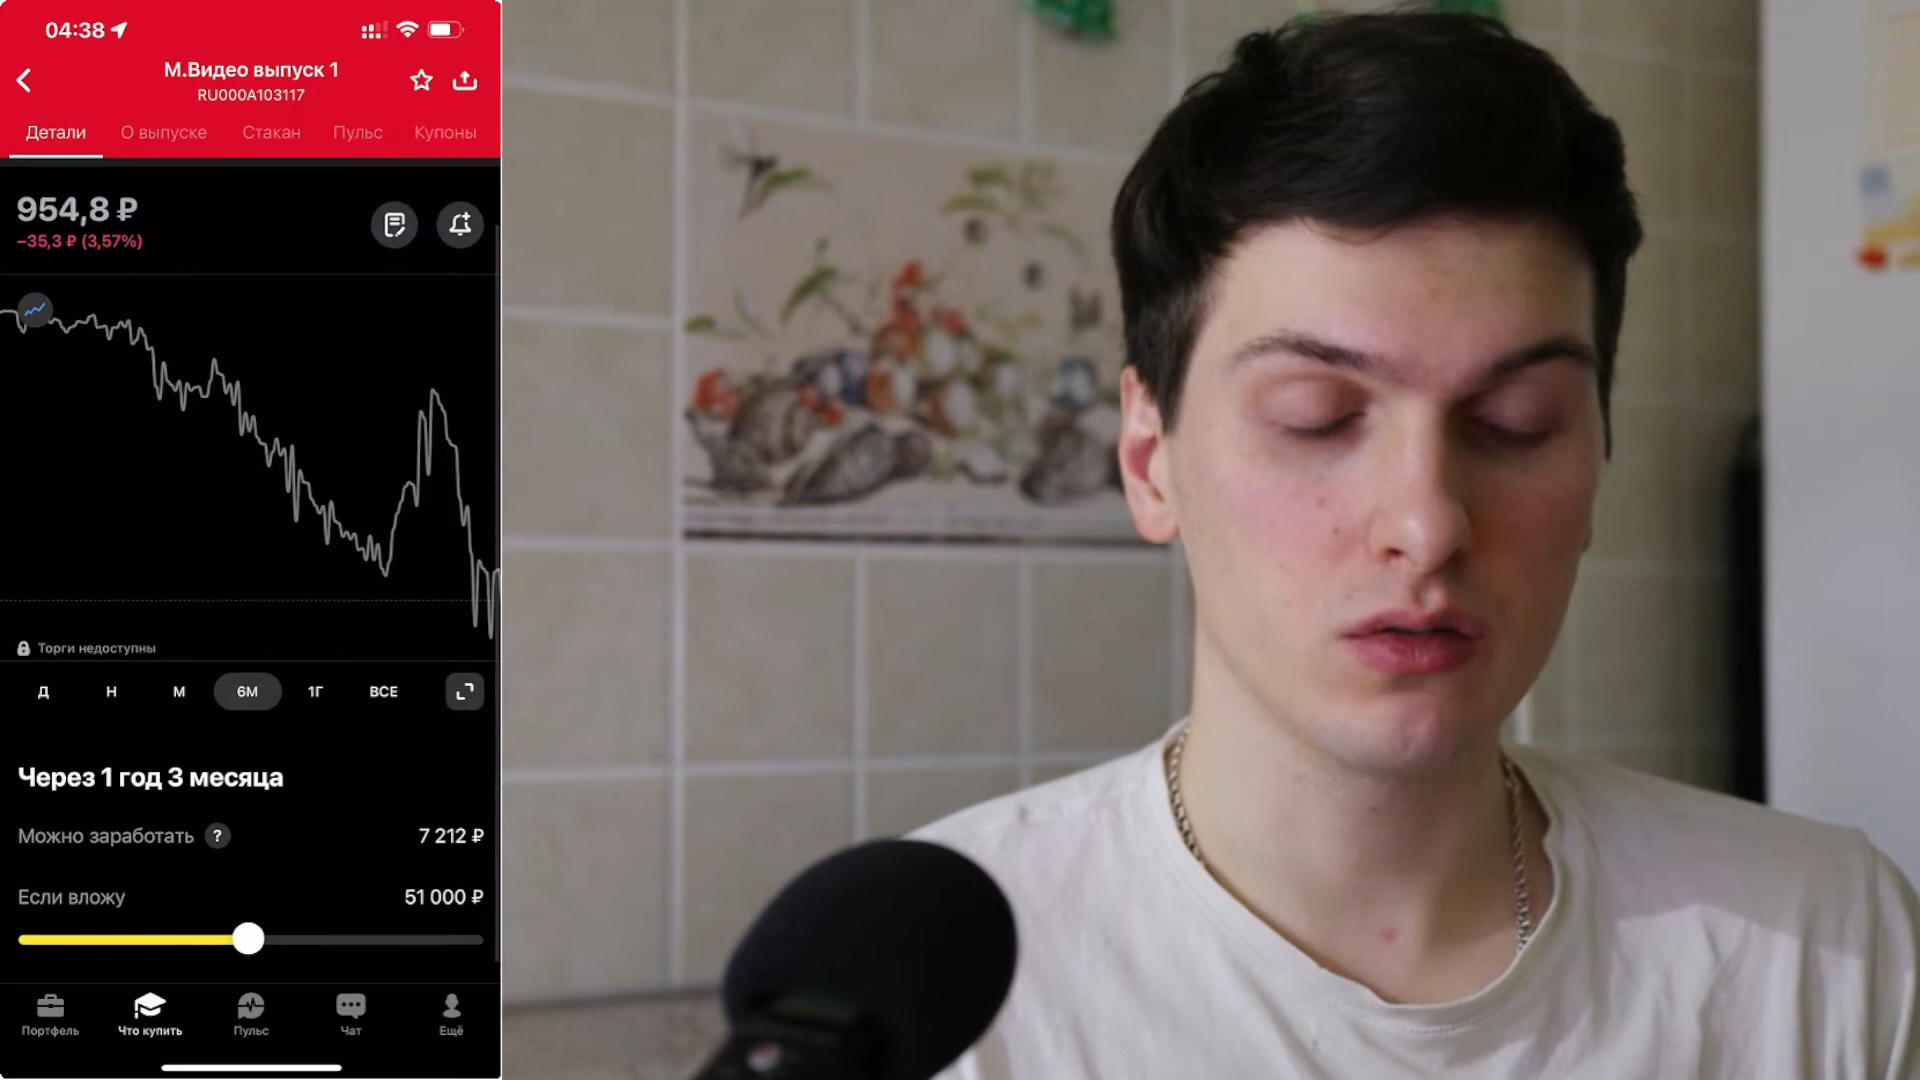 04:38
М.Видео выпуск 1
RU000A103117
Детали О выпуске Стакан Пульс Купоны
954,8 ₽
−35,3 ₽ (3,57%)
Торги недоступны
Д Н М 6М 1Г ВСЕ
Через 1 год 3 месяца
Можно заработать ? 7 212 ₽
Если вложу 51 000 ₽
Портфель Что купить Пульс Чат Ещё